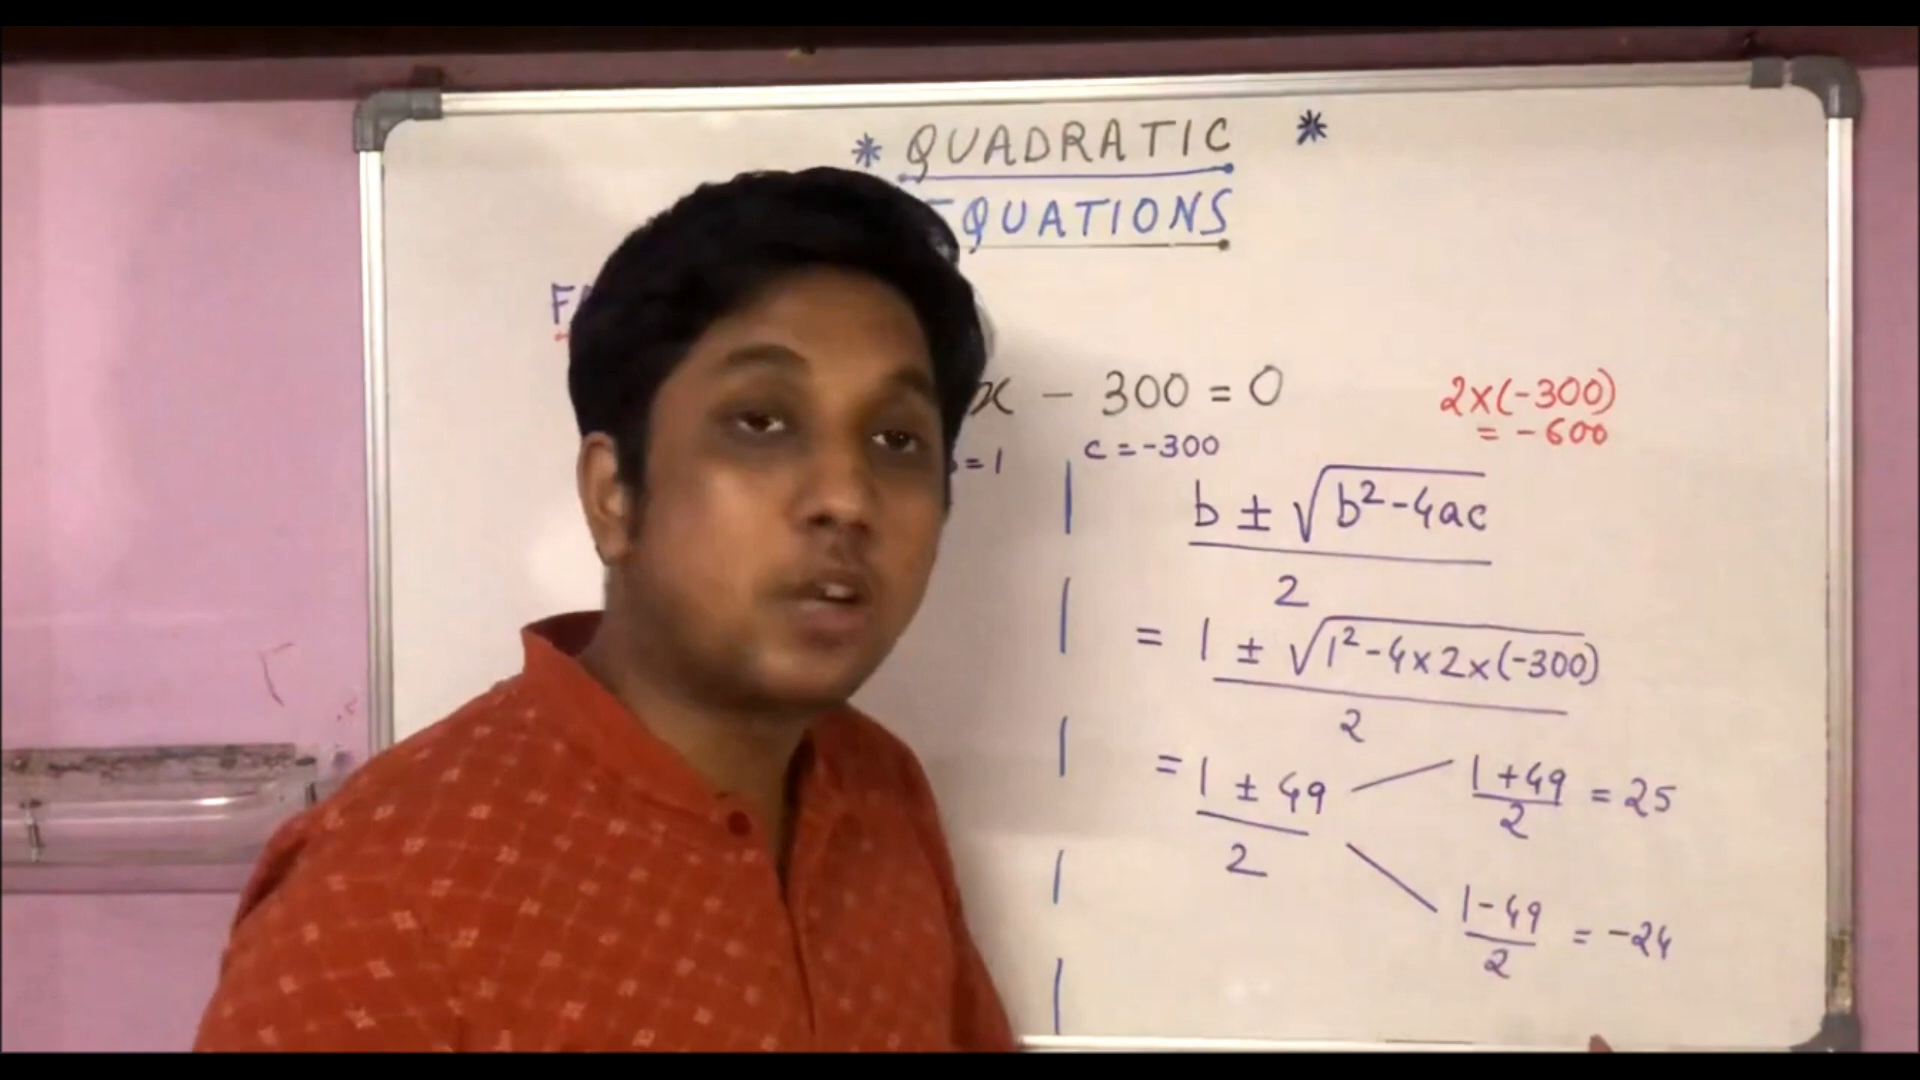 * QUADRATIC *
EQUATIONS
x - 300 = 0
2x(-300)
= -600
=1 c = -300
b ± √b²-4ac
2
= 1 ± √1²-4x2x(-300)
2
= 1 ± 49
2
1+49 = 25
2
1-49 = -24
2